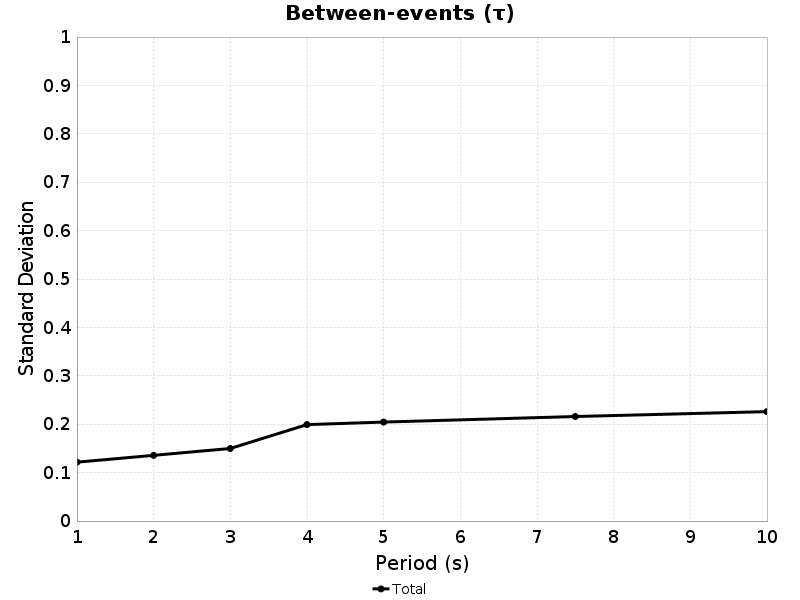 Between-events (τ)
1
0.9
0.8
0.7
0.6
0.5
0.4
0.3
0.2
0.1
0
Standard Deviation
1 2 3 4 5 6 7 8 9 10
Period (s)
Total